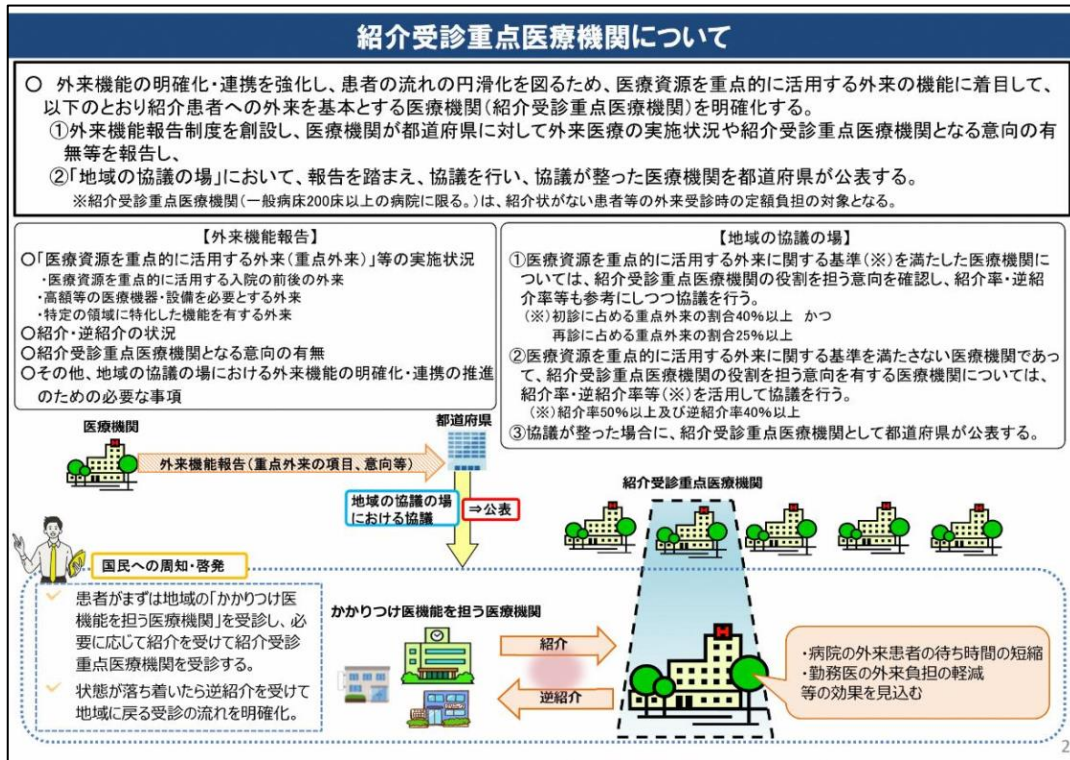 紹介受診重点医療機関について
○ 外来機能の明確化・連携を強化し、患者の流れの円滑化を図るため、医療資源を重点的に活用する外来の機能に着目して、
以下のとおり紹介患者への外来を基本とする医療機関(紹介受診重点医療機関)を明確化する。
①外来機能報告制度を創設し、医療機関が都道府県に対して外来医療の実施状況や紹介受診重点医療機関となる意向の有
無等を報告し、
②「地域の協議の場」において、報告を踏まえ、協議を行い、協議が整った医療機関を都道府県が公表する。
※紹介受診重点医療機関(一般病床200床以上の病院に限る。)は、紹介状がない患者等の外来受診時の定額負担の対象となる。
【外来機能報告】
○「医療資源を重点的に活用する外来(重点外来)」等の実施状況
・医療資源を重点的に活用する入院の前後の外来
・高額等の医療機器・設備を必要とする外来
・特定の領域に特化した機能を有する外来
○紹介・逆紹介の状況
○紹介受診重点医療機関となる意向の有無
○その他、地域の協議の場における外来機能の明確化・連携の推進
のための必要な事項
【地域の協議の場】
①医療資源を重点的に活用する外来に関する基準(※)を満たした医療機関に
ついては、紹介受診重点医療機関の役割を担う意向を確認し、紹介率・逆紹
介率等も参考にしつつ協議を行う。
(※)初診に占める重点外来の割合40%以上 かつ
再診に占める重点外来の割合25%以上
②医療資源を重点的に活用する外来に関する基準を満たさない医療機関であっ
て、紹介受診重点医療機関の役割を担う意向を有する医療機関については、
紹介率・逆紹介率等(※)を活用して協議を行う。
(※)紹介率50%以上及び逆紹介率40%以上
③協議が整った場合に、紹介受診重点医療機関として都道府県が公表する。
医療機関
都道府県
外来機能報告(重点外来の項目、意向等)
地域の協議の場
における協議
⇒公表
紹介受診重点医療機関
国民への周知・啓発
✓ 患者がまずは地域の「かかりつけ医
機能を担う医療機関」を受診し、必
要に応じて紹介を受けて紹介受診
重点医療機関を受診する。
✓ 状態が落ち着いたら逆紹介を受けて
地域に戻る受診の流れを明確化。
かかりつけ医機能を担う医療機関
紹介
逆紹介
H
・病院の外来患者の待ち時間の短縮
・勤務医の外来負担の軽減
等の効果を見込む
2